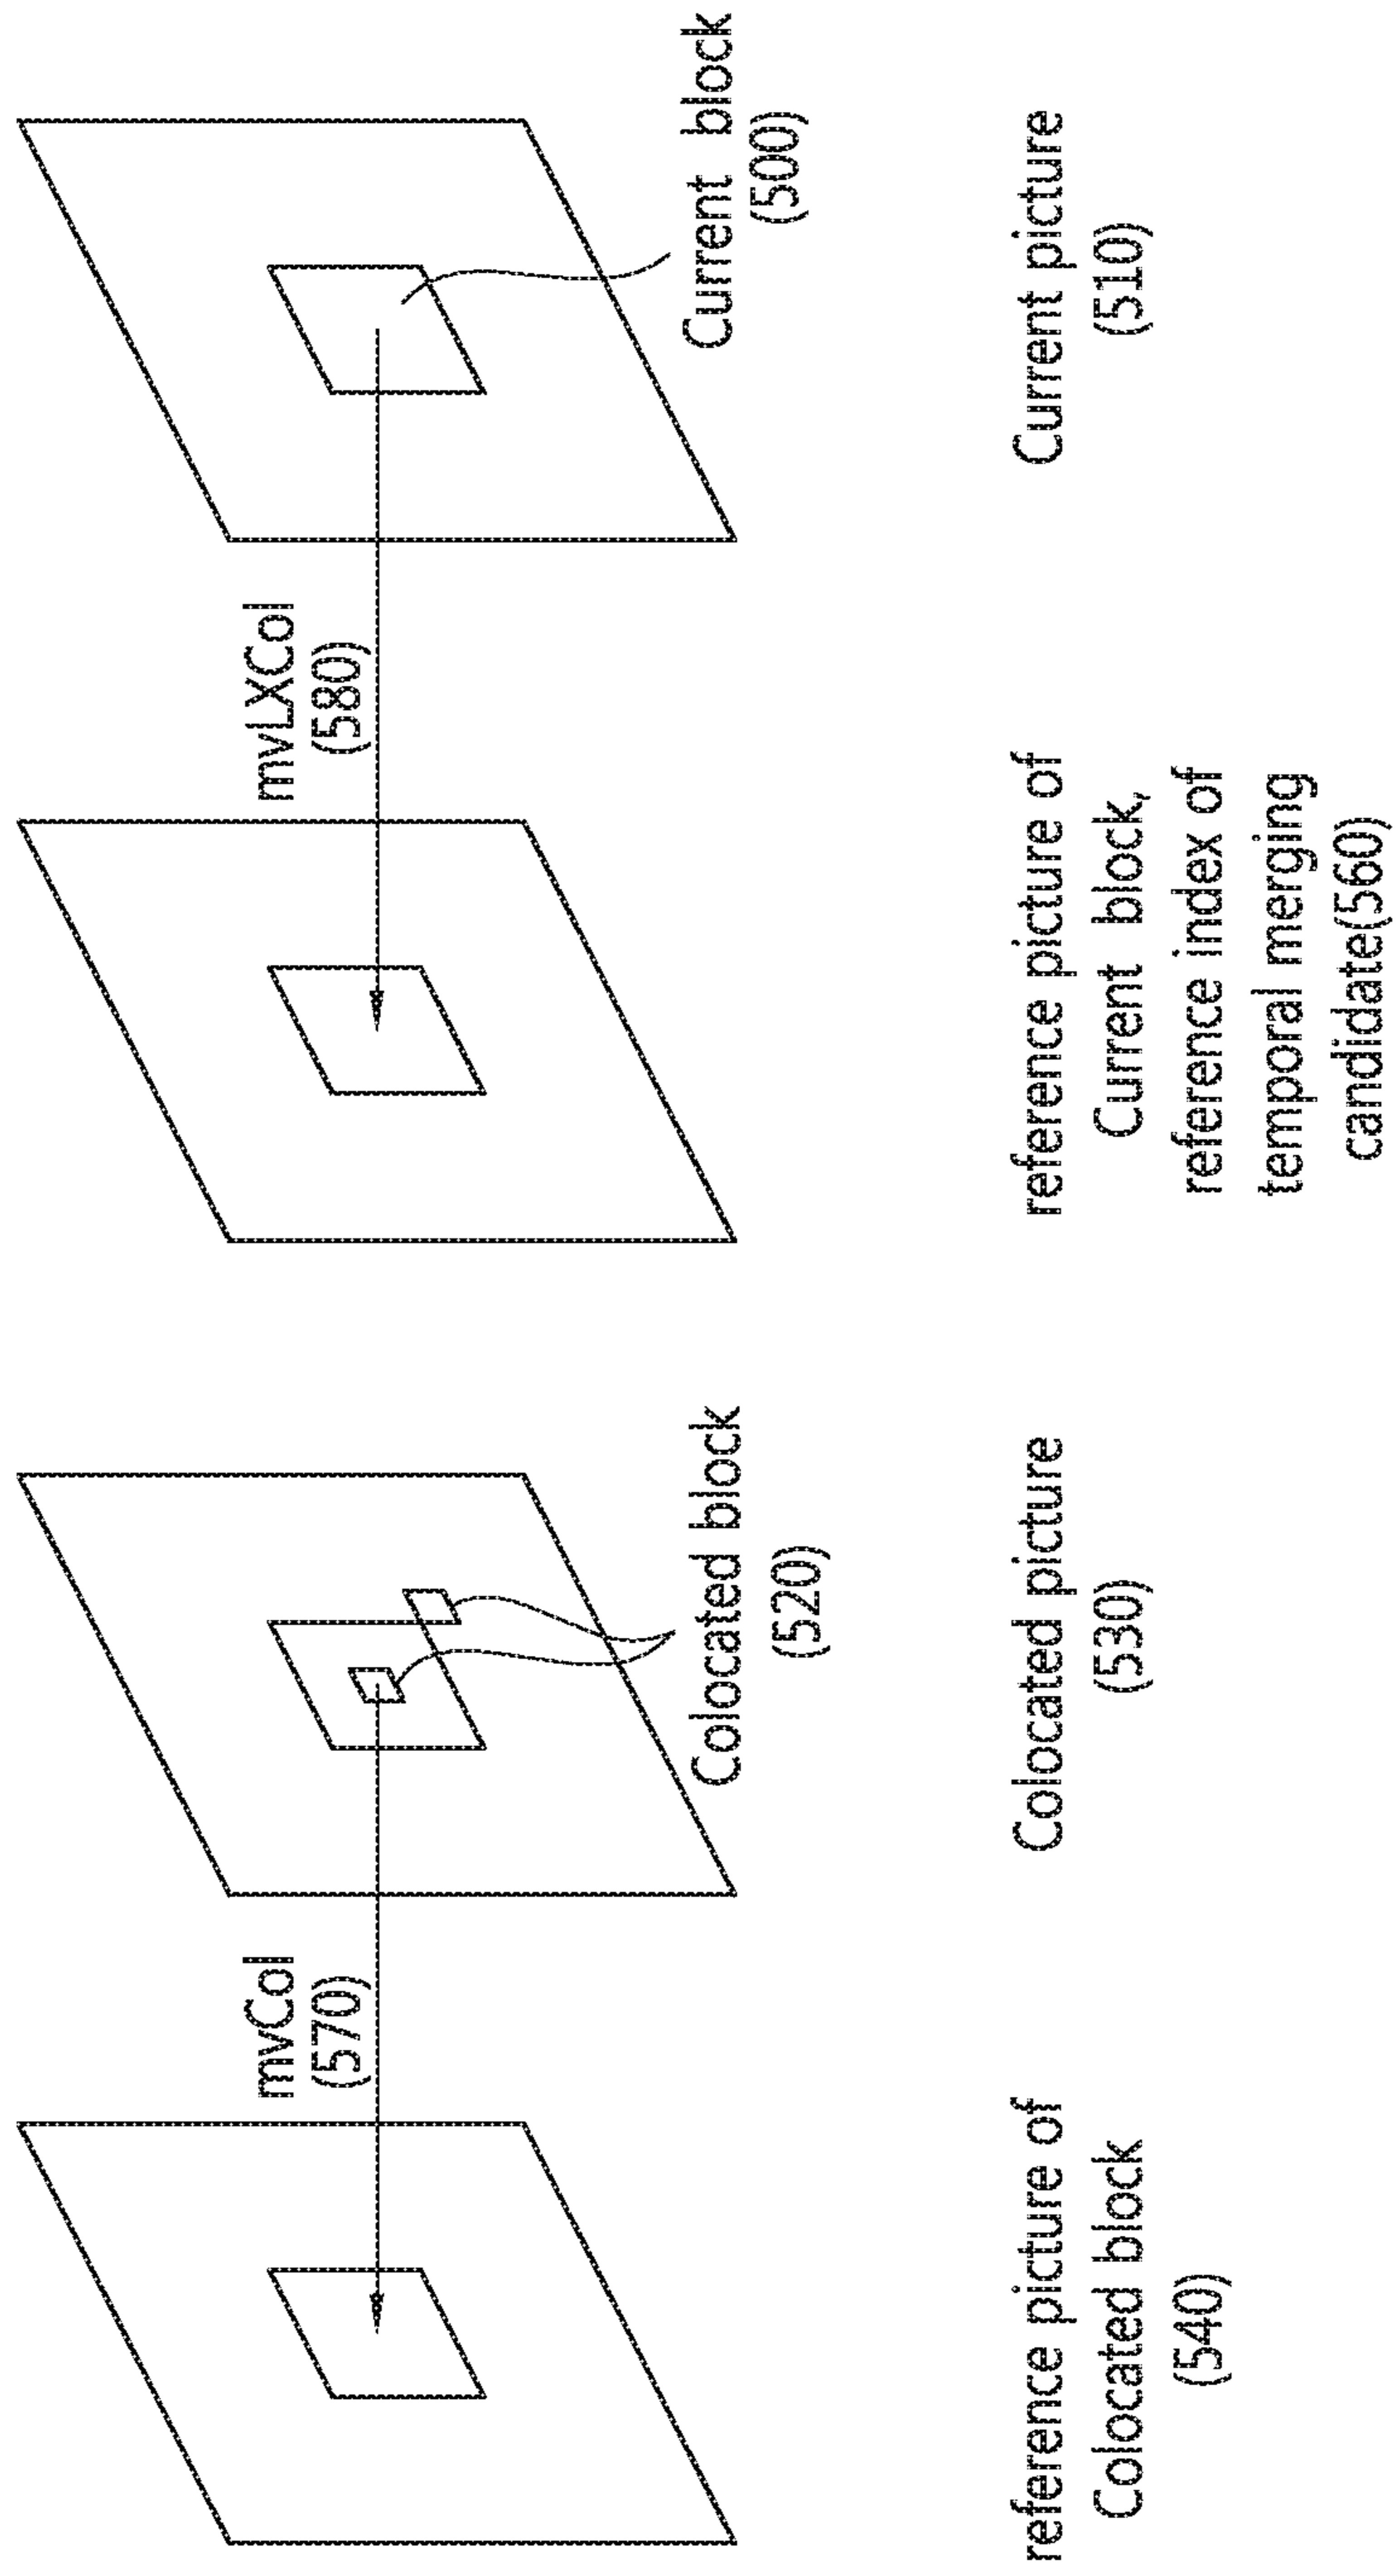 mvCol
(570)
mvLXCol
(580)
Colocated block
(520)
Current block
(500)
reference picture of
Colocated block
(540)
Colocated picture
(530)
reference picture of
Current block,
reference index of
temporal merging
candidate(560)
Current picture
(510)